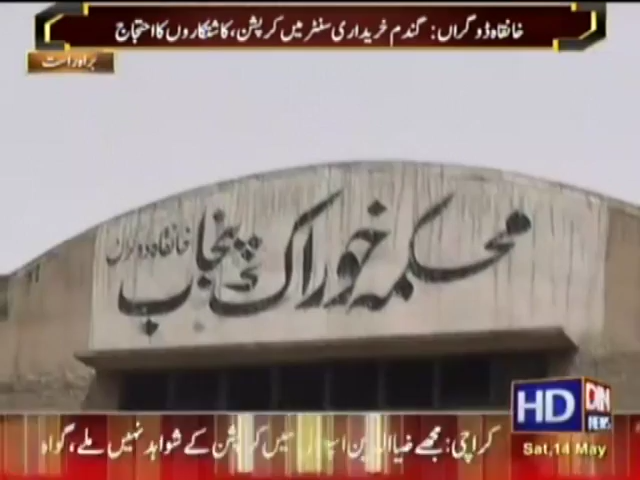 خانقاہ ڈوگراں: گندم خریداری سنٹر میں کرپشن، کاشتکاروں کا احتجاج
براہ راست
محکمہ خوراک پنجاب
خانقاہ ڈوگراں
HD DIN NEWS
Sat, 14 May
کراچی: مجھے ضیاالدین میں کرپشن کے شواہد نہیں ملے، گواہ